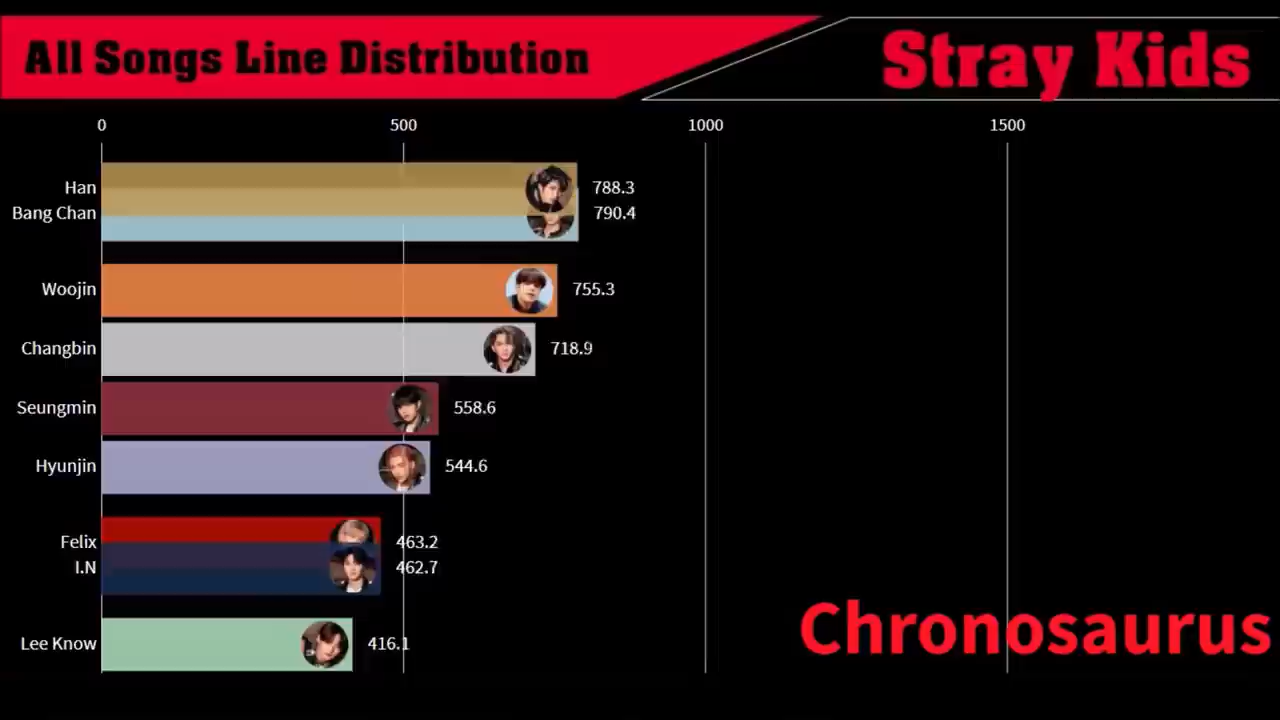 All Songs Line Distribution
Stray Kids
0 500 1000 1500
Han 788.3
Bang Chan 790.4
Woojin 755.3
Changbin 718.9
Seungmin 558.6
Hyunjin 544.6
Felix 463.2
I.N 462.7
Lee Know 416.1
Chronosaurus